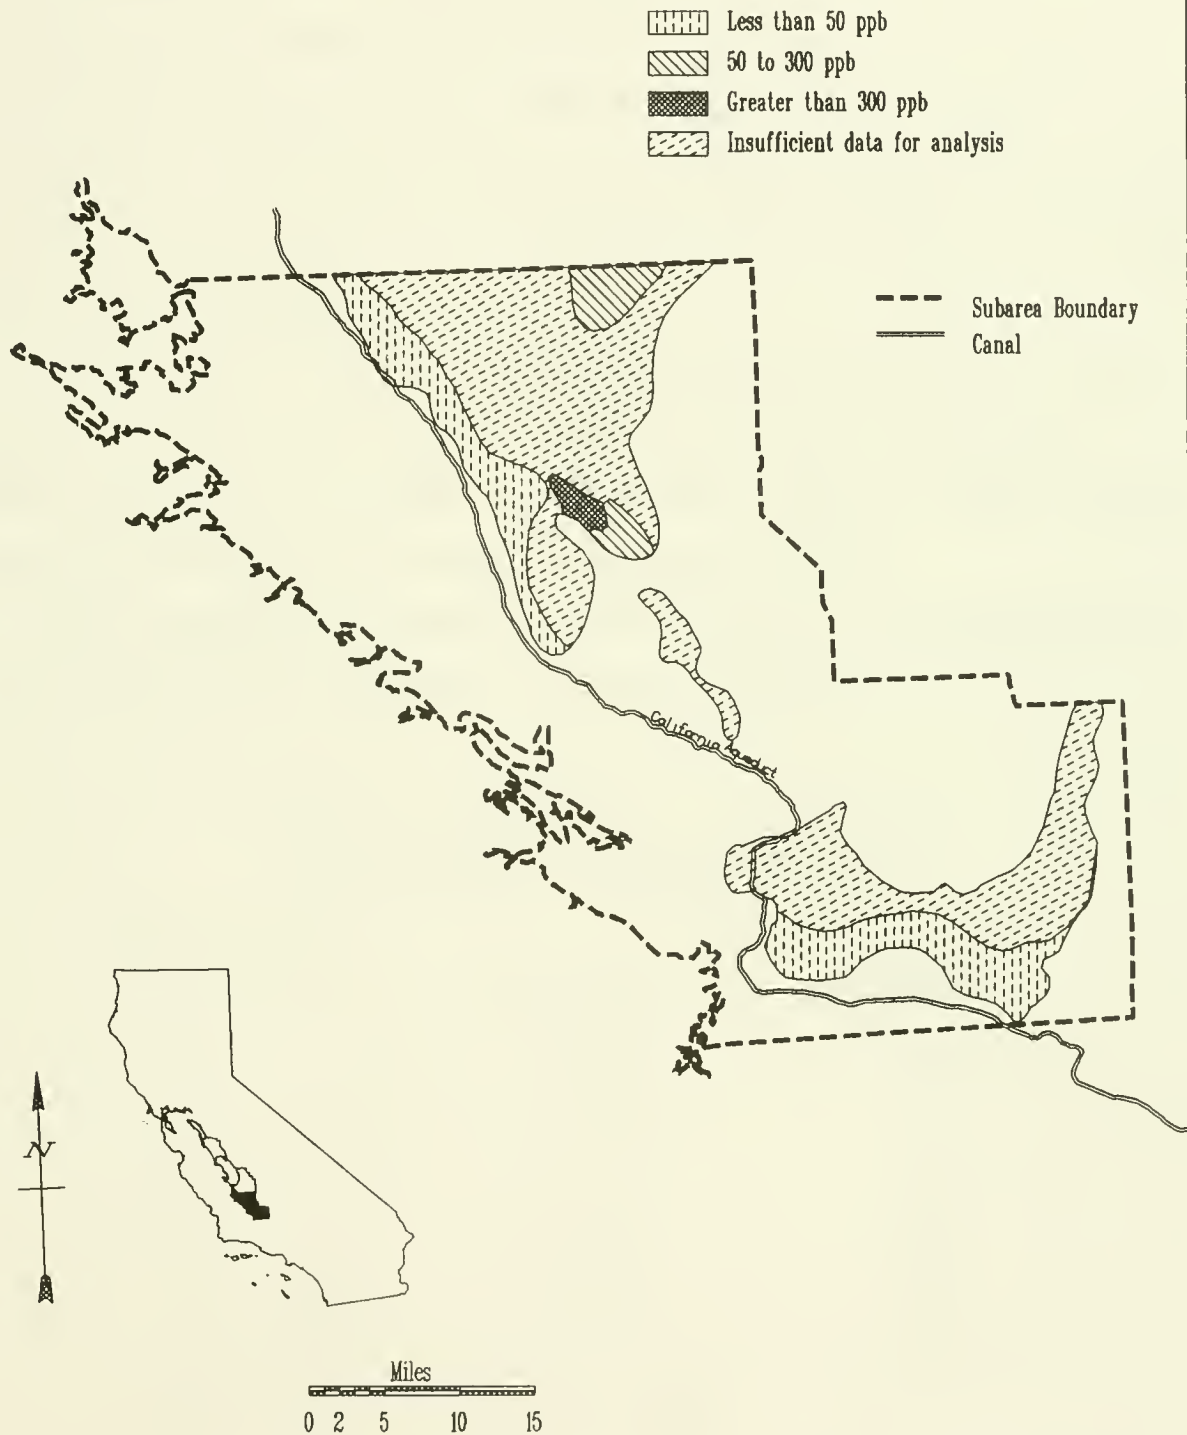 Less than 50 ppb
50 to 300 ppb
Greater than 300 ppb
Insufficient data for analysis
Subarea Boundary
Canal
California Aqueduct
N
Miles
0 2 5 10 15